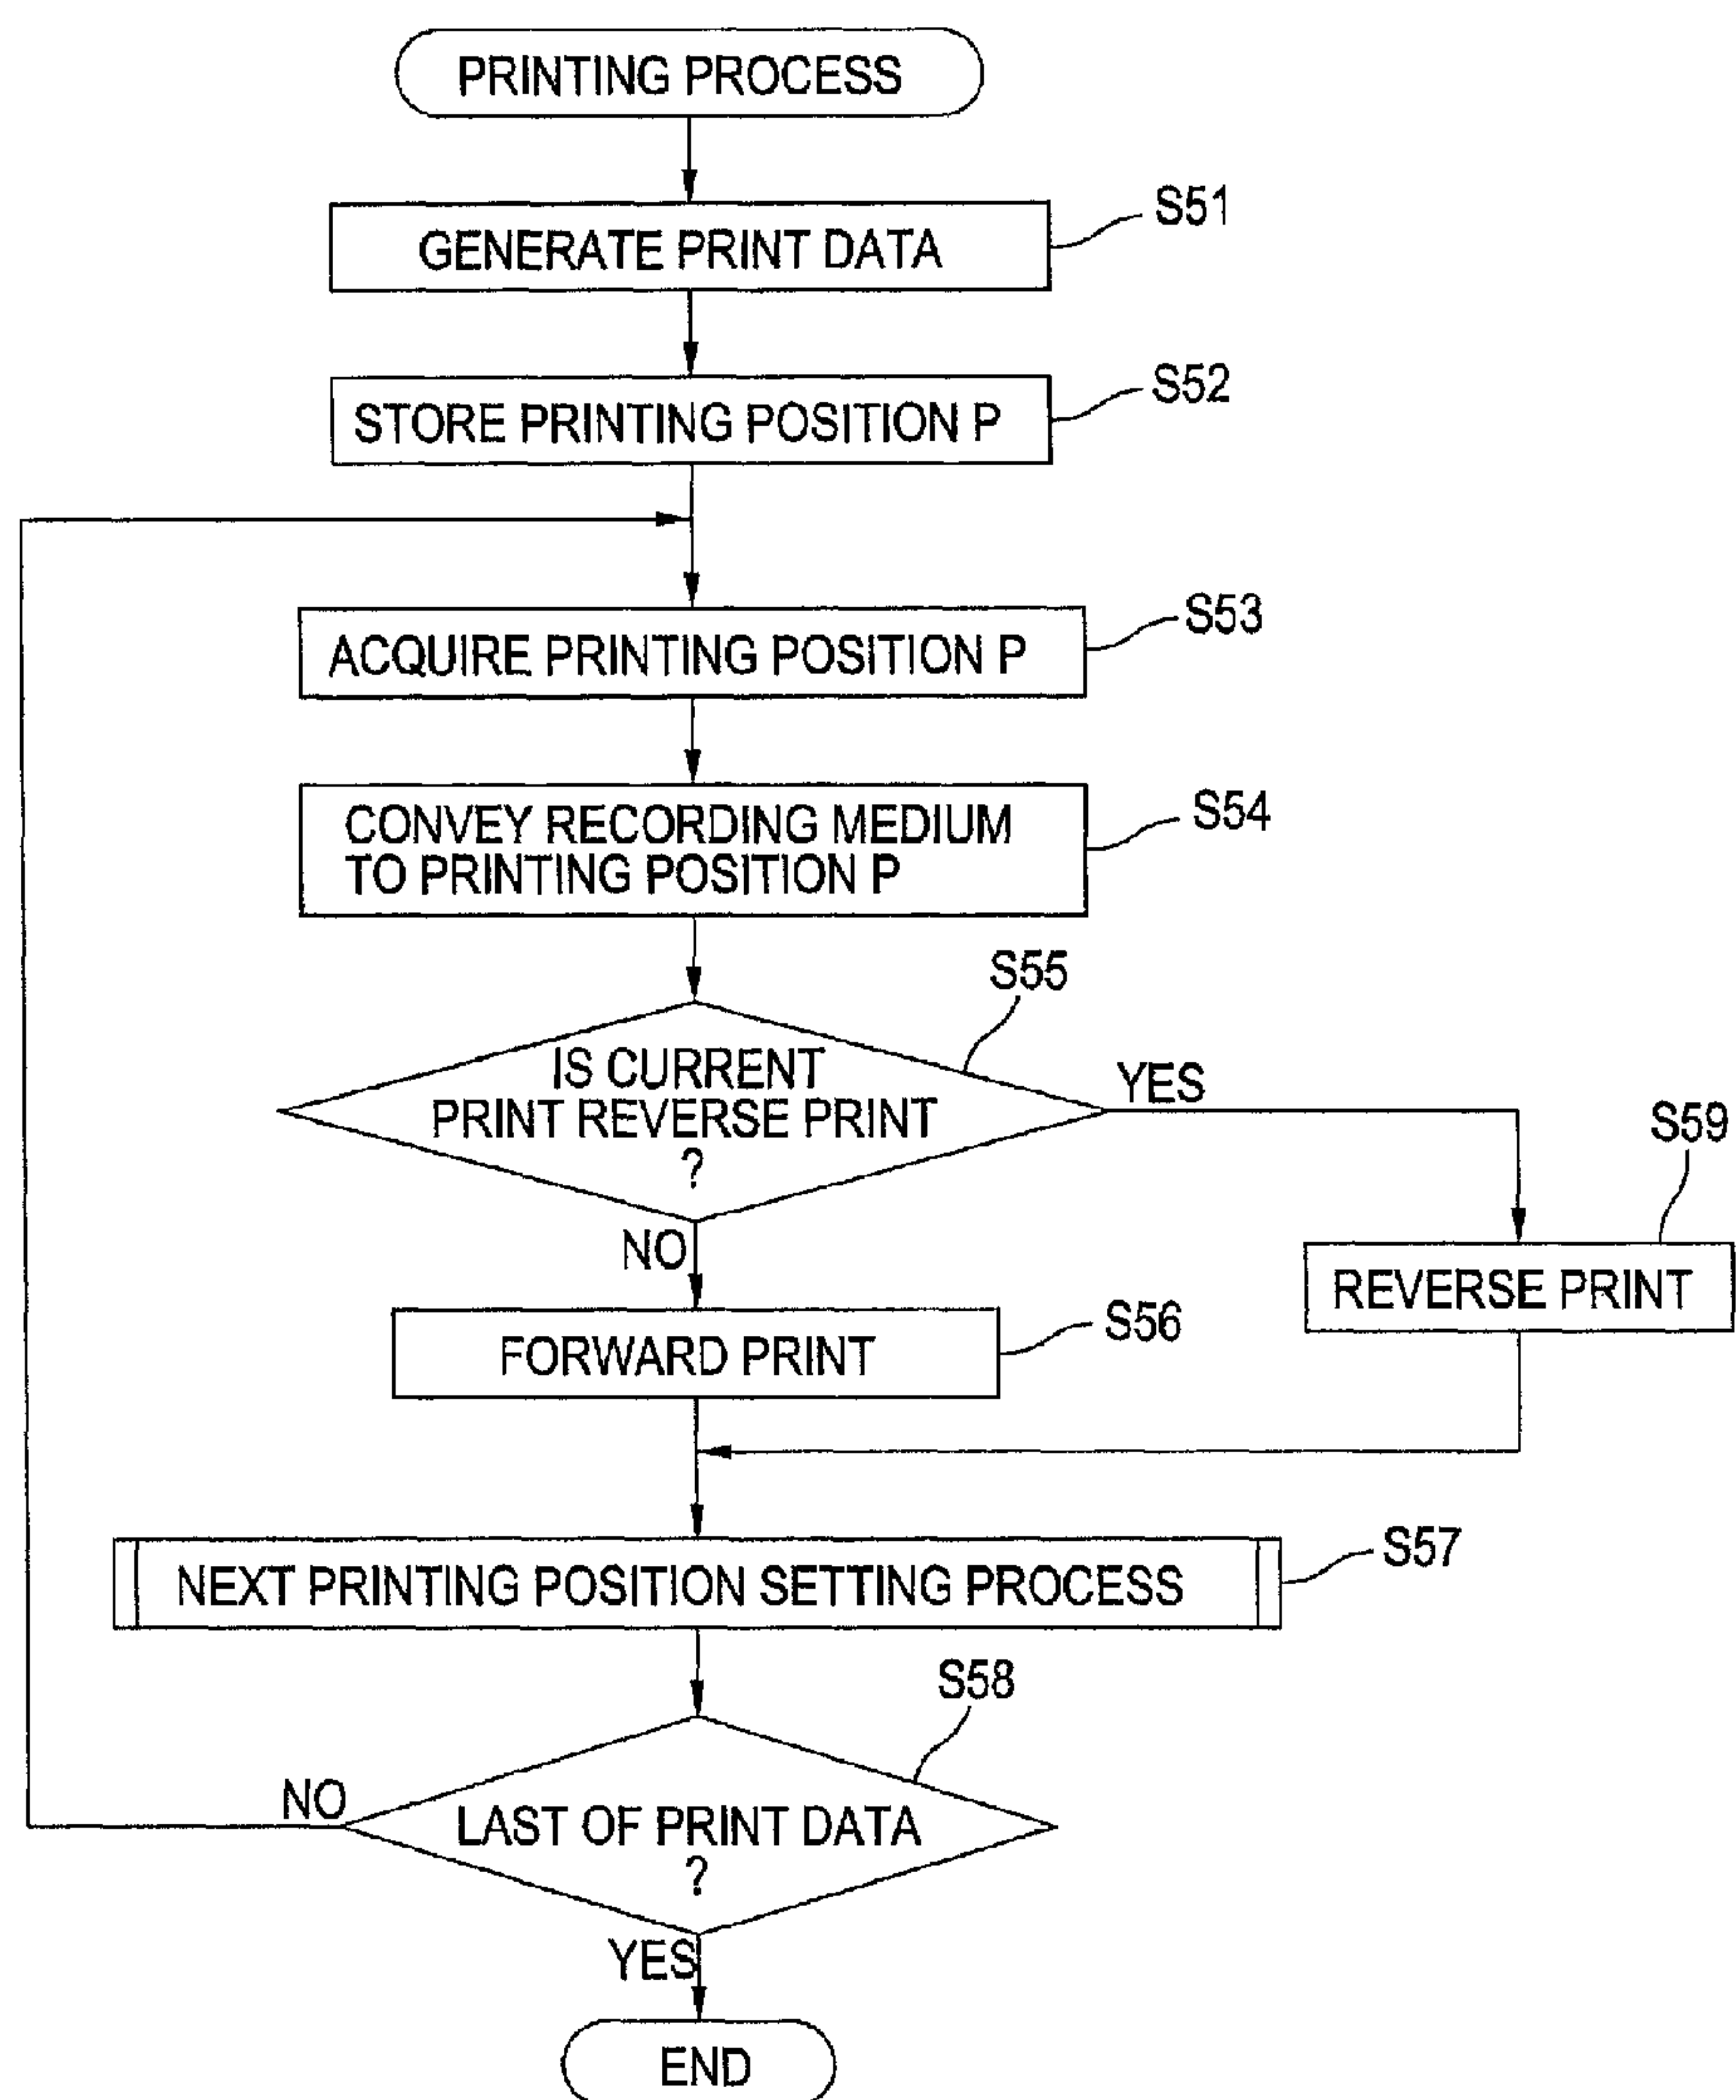 PRINTING PROCESS
S51
GENERATE PRINT DATA
S52
STORE PRINTING POSITION P
S53
ACQUIRE PRINTING POSITION P
S54
CONVEY RECORDING MEDIUM
TO PRINTING POSITION P
S55
IS CURRENT
PRINT REVERSE PRINT
?
YES
S59
NO
REVERSE PRINT
S56
FORWARD PRINT
S57
NEXT PRINTING POSITION SETTING PROCESS
S58
NO
LAST OF PRINT DATA
?
YES
END